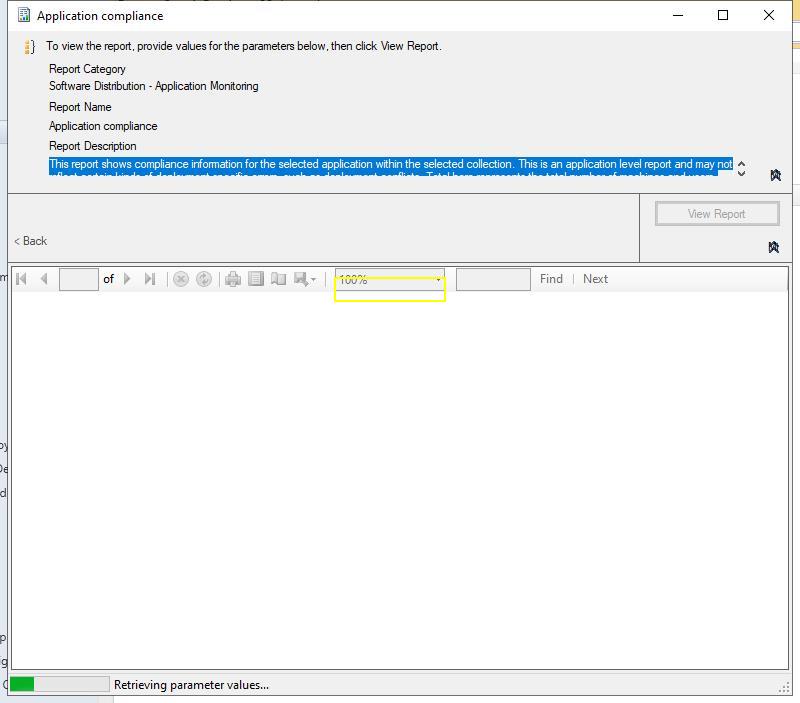 Application compliance
To view the report, provide values for the parameters below, then click View Report.
Report Category
Software Distribution - Application Monitoring
Report Name
Application compliance
Report Description
This report shows compliance information for the selected application within the selected collection. This is an application level report and may not
View Report
< Back
of
100%
Find | Next
Retrieving parameter values...